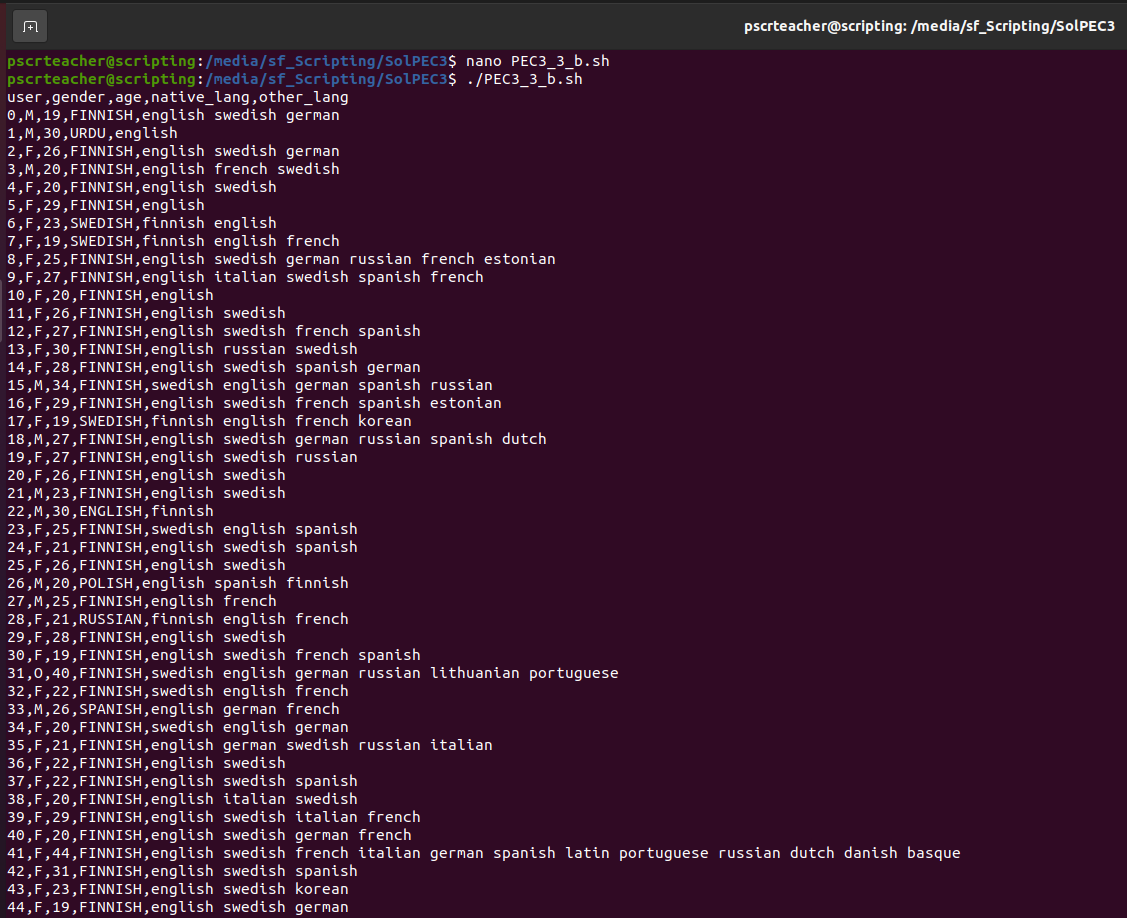 pscrteacher@scripting: /media/sf_Scripting/SolPEC3
pscrteacher@scripting:/media/sf_Scripting/SolPEC3$ nano PEC3_3_b.sh
pscrteacher@scripting:/media/sf_Scripting/SolPEC3$ ./PEC3_3_b.sh
user,gender,age,native_lang,other_lang
0,M,19,FINNISH,english swedish german
1,M,30,URDU,english
2,F,26,FINNISH,english swedish german
3,M,20,FINNISH,english french swedish
4,F,20,FINNISH,english swedish
5,F,29,FINNISH,english
6,F,23,SWEDISH,finnish english
7,F,19,SWEDISH,finnish english french
8,F,25,FINNISH,english swedish german russian french estonian
9,F,27,FINNISH,english italian swedish spanish french
10,F,20,FINNISH,english
11,F,26,FINNISH,english swedish
12,F,27,FINNISH,english swedish french spanish
13,F,30,FINNISH,english russian swedish
14,F,28,FINNISH,english swedish spanish german
15,M,34,FINNISH,swedish english german spanish russian
16,F,29,FINNISH,english swedish french spanish estonian
17,F,19,SWEDISH,finnish english french korean
18,M,27,FINNISH,english swedish german russian spanish dutch
19,F,27,FINNISH,english swedish russian
20,F,26,FINNISH,english swedish
21,M,23,FINNISH,english swedish
22,M,30,ENGLISH,finnish
23,F,25,FINNISH,swedish english spanish
24,F,21,FINNISH,english swedish spanish
25,F,26,FINNISH,english swedish
26,M,20,POLISH,english spanish finnish
27,M,25,FINNISH,english french
28,F,21,RUSSIAN,finnish english french
29,F,28,FINNISH,english swedish
30,F,19,FINNISH,english swedish french spanish
31,O,40,FINNISH,swedish english german russian lithuanian portuguese
32,F,22,FINNISH,swedish english french
33,M,26,SPANISH,english german french
34,F,20,FINNISH,swedish english german
35,F,21,FINNISH,english german swedish russian italian
36,F,22,FINNISH,english swedish
37,F,22,FINNISH,english swedish spanish
38,F,20,FINNISH,english italian swedish
39,F,29,FINNISH,english swedish italian french
40,F,20,FINNISH,english swedish german french
41,F,44,FINNISH,english swedish french italian german spanish latin portuguese russian dutch danish basque
42,F,31,FINNISH,english swedish spanish
43,F,23,FINNISH,english swedish korean
44,F,19,FINNISH,english swedish german